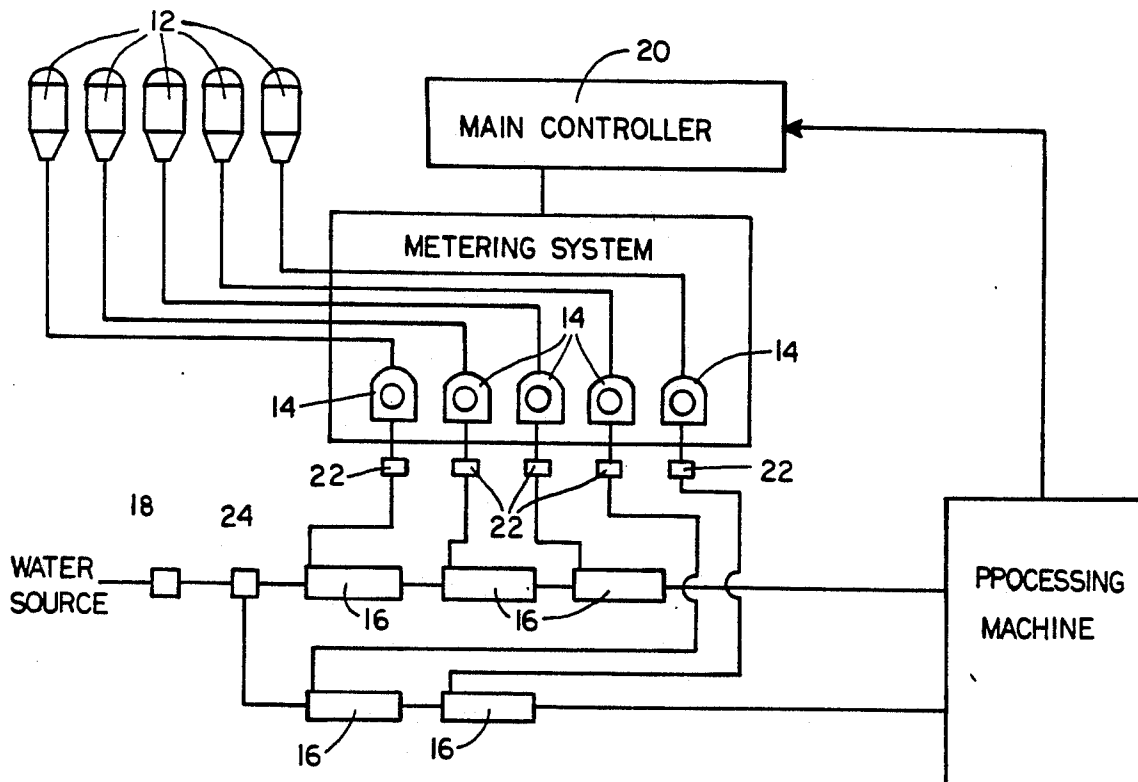 12
20
MAIN CONTROLLER
METERING SYSTEM
14
14
14
22
22
22
18
24
WATER
SOURCE
16
16
PPOCESSING
MACHINE
16
16